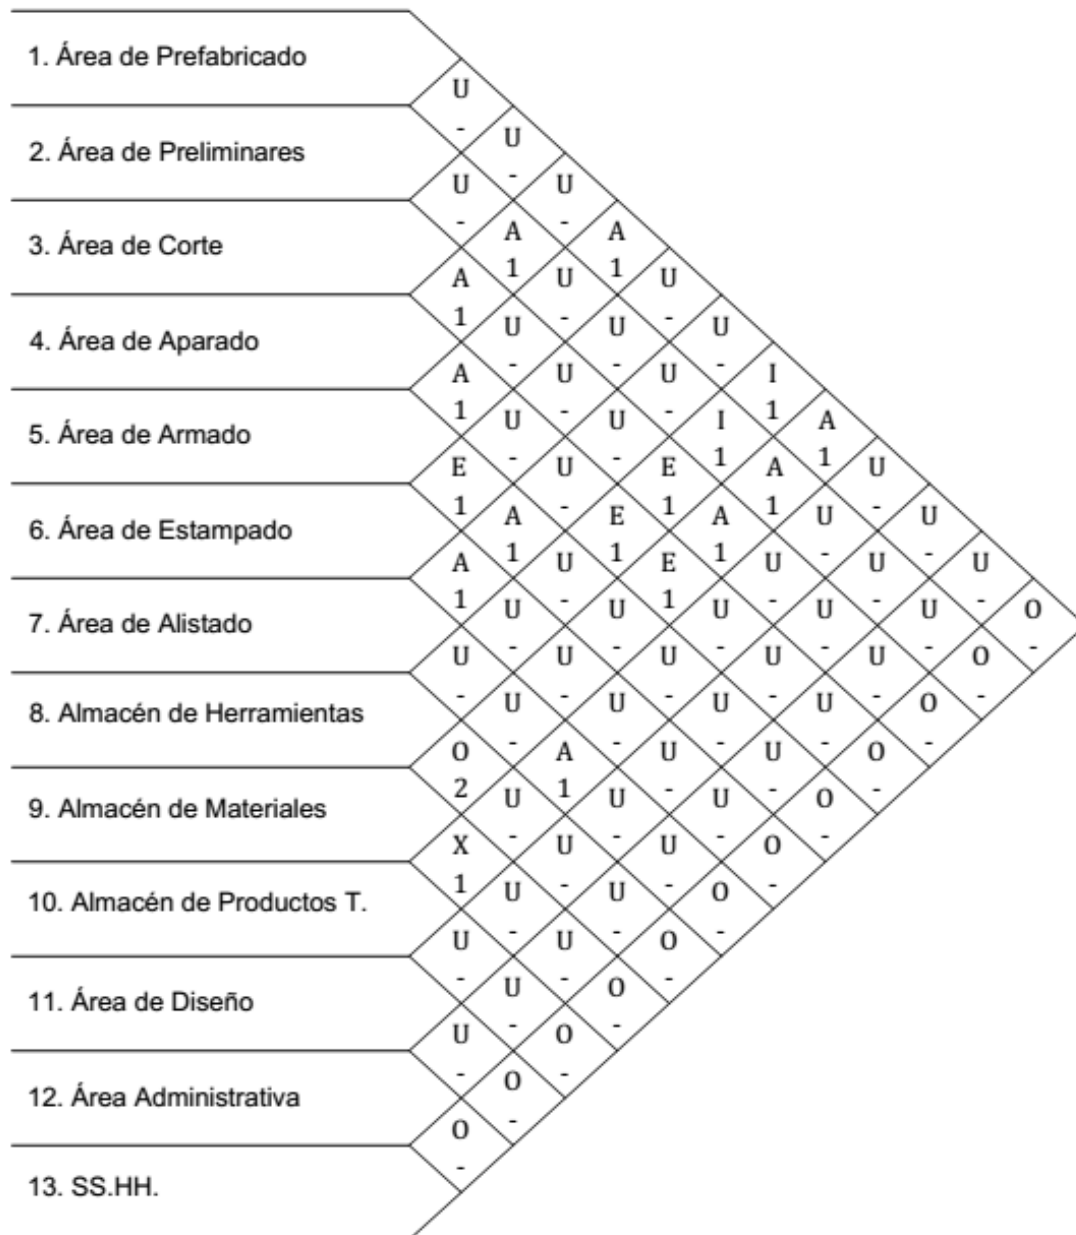 1. Área de Prefabricado
U
- U
2. Área de Preliminares
U - U
- A - A
3. Área de Corte
A 1 U 1 U
1 U - U - U
4. Área de Aparado
A - U - U - I
1 U - U - I 1 A
5. Área de Armado
E - U - E 1 A 1 U
1 A - E 1 A 1 U - U
6. Área de Estampado
A 1 U 1 E 1 U - U - U
1 U - U 1 U - U - U - O
7. Área de Alistado
U - U - U - U - U - O -
- U - U - U - U - O -
8. Almacén de Herramientas
O - A - U - U - O -
2 U 1 U - U - O -
9. Almacén de Materiales
X - U - U - O -
1 U - U - O -
10. Almacén de Productos T.
U - U - O -
- U - O -
11. Área de Diseño
U - O -
- O -
12. Área Administrativa
O -
-
13. SS.HH.